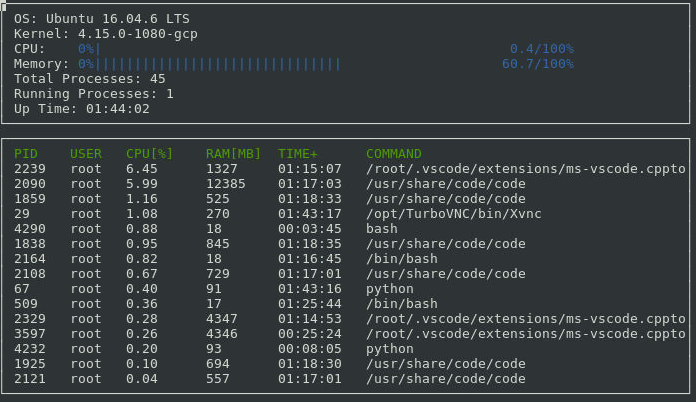 OS: Ubuntu 16.04.6 LTS
Kernel: 4.15.0-1080-gcp
CPU: 0%| 0.4/100%
Memory: 0%||||||||||||||||||||||||||||||| 60.7/100%
Total Processes: 45
Running Processes: 1
Up Time: 01:44:02
PID USER CPU[%] RAM[MB] TIME+ COMMAND
2239 root 6.45 1327 01:15:07 /root/.vscode/extensions/ms-vscode.cppto
2090 root 5.99 12385 01:17:03 /usr/share/code/code
1859 root 1.16 525 01:18:33 /usr/share/code/code
29 root 1.08 270 01:43:17 /opt/TurboVNC/bin/Xvnc
4290 root 0.88 18 00:03:45 bash
1838 root 0.95 845 01:18:35 /usr/share/code/code
2164 root 0.82 18 01:16:45 /bin/bash
2108 root 0.67 729 01:17:01 /usr/share/code/code
67 root 0.40 91 01:43:16 python
509 root 0.36 17 01:25:44 /bin/bash
2329 root 0.28 4347 01:14:53 /root/.vscode/extensions/ms-vscode.cppto
3597 root 0.26 4346 00:25:24 /root/.vscode/extensions/ms-vscode.cppto
4232 root 0.20 93 00:08:05 python
1925 root 0.10 694 01:18:30 /usr/share/code/code
2121 root 0.04 557 01:17:01 /usr/share/code/code